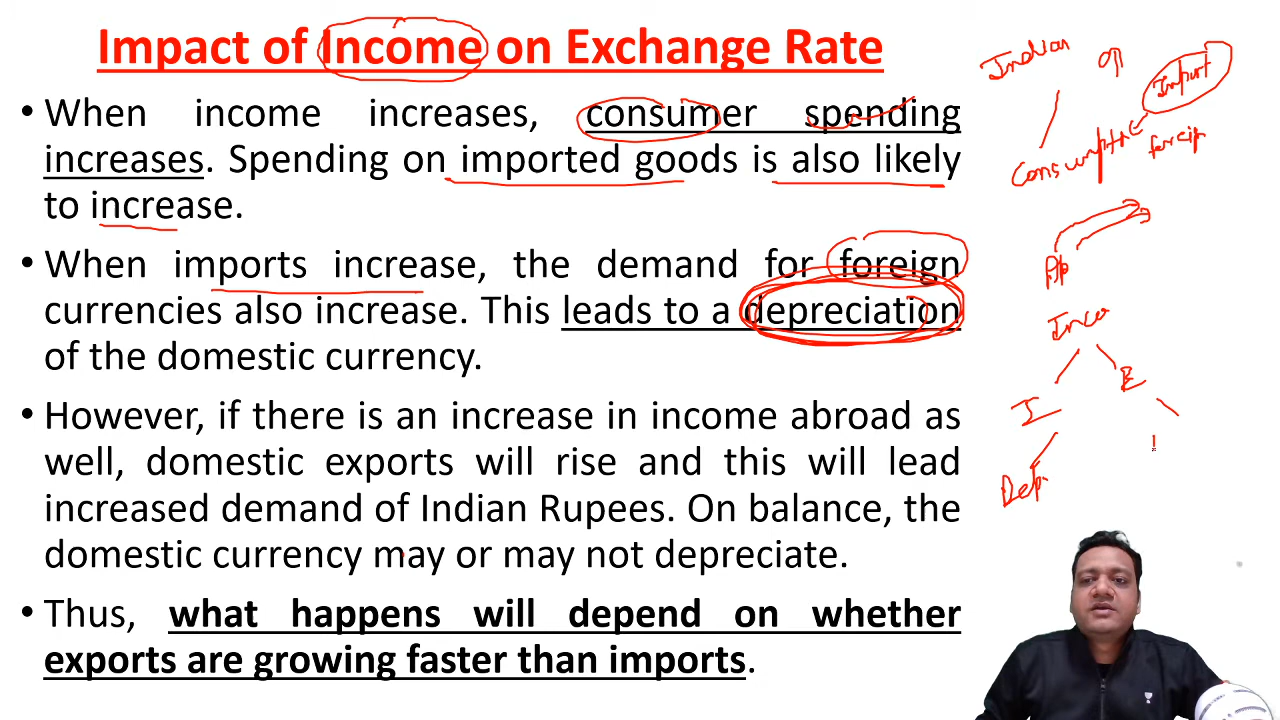 Impact of Income on Exchange Rate
• When income increases, consumer spending
increases. Spending on imported goods is also likely
to increase.
• When imports increase, the demand for foreign
currencies also increase. This leads to a depreciation
of the domestic currency.
• However, if there is an increase in income abroad as
well, domestic exports will rise and this will lead
increased demand of Indian Rupees. On balance, the
domestic currency may or may not depreciate.
• Thus, what happens will depend on whether
exports are growing faster than imports.
Indian
Import
foreip
Inco
I
E
Dep